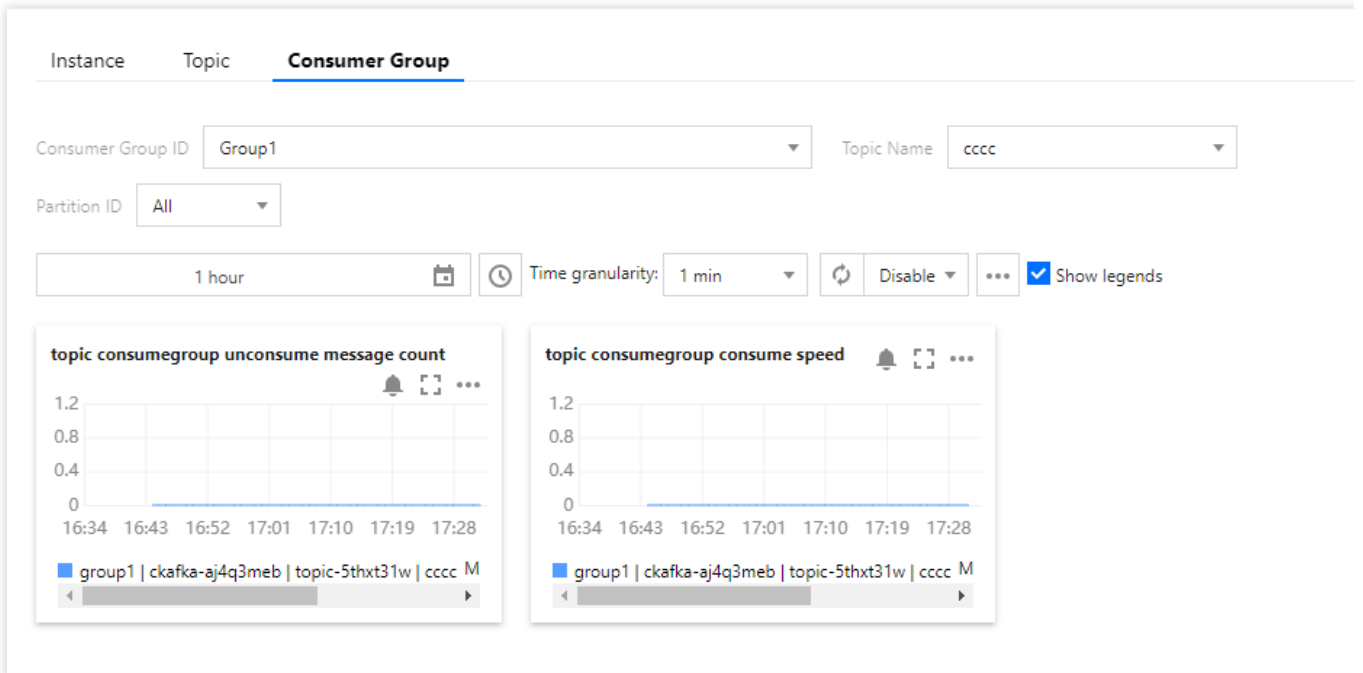 Instance Topic Consumer Group
Consumer Group ID Group1 Topic Name cccc
Partition ID All
1 hour Time granularity: 1 min Disable Show legends
topic consumegroup unconsume message count
1.2
0.8
0.4
0
16:34 16:43 16:52 17:01 17:10 17:19 17:28
group1 | ckafka-aj4q3meb | topic-5thxt31w | cccc M
topic consumegroup consume speed
1.2
0.8
0.4
0
16:34 16:43 16:52 17:01 17:10 17:19 17:28
group1 | ckafka-aj4q3meb | topic-5thxt31w | cccc M